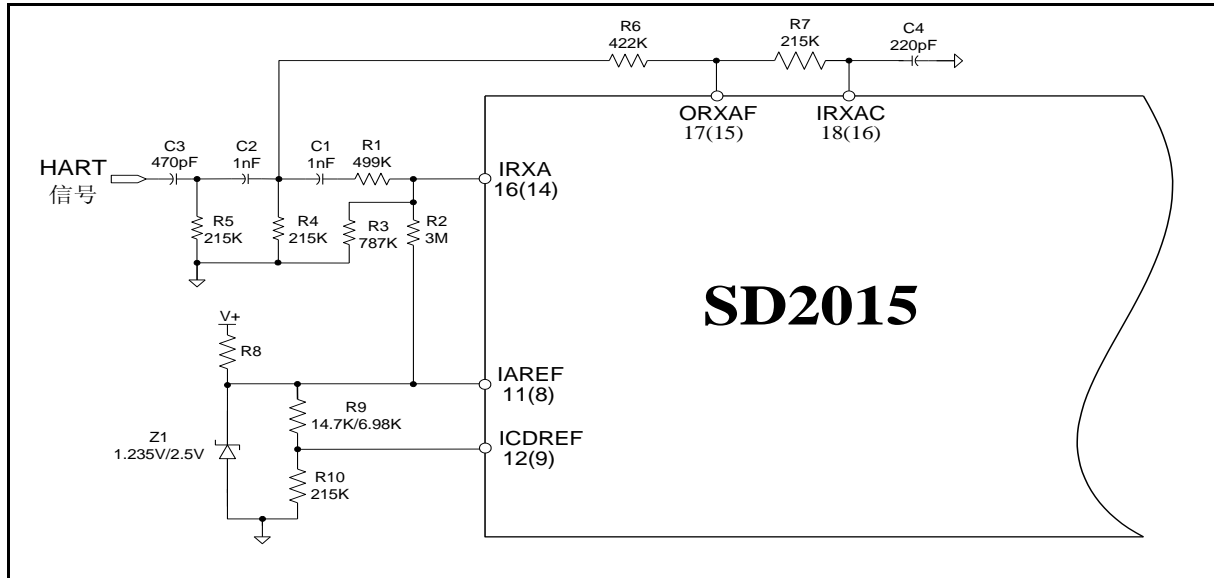 R6
422K
R7
215K
C4
220pF
ORXAF
17(15)
IRXAC
18(16)
HART
信号
C3
470pF
C2
1nF
C1
1nF
R1
499K
IRXA
16(14)
R5
215K
R4
215K
R3
787K
R2
3M
SD2015
V+
R8
IAREF
11(8)
R9
14.7K/6.98K
Z1
1.235V/2.5V
ICDREF
12(9)
R10
215K